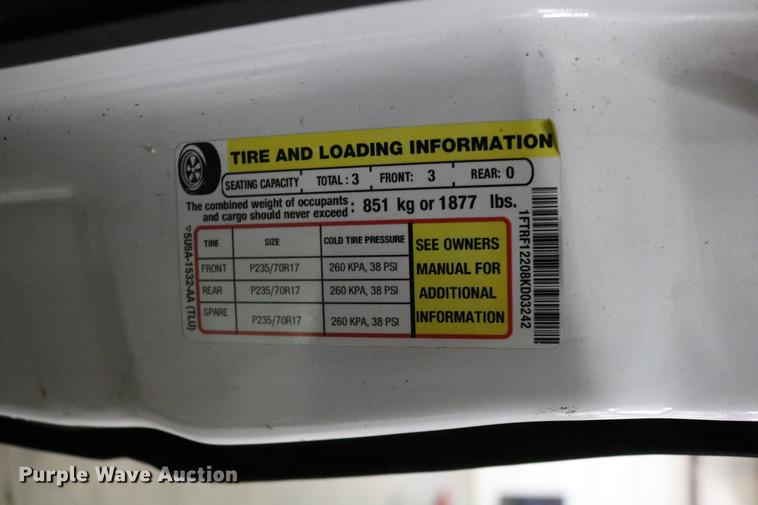 TIRE AND LOADING INFORMATION
SEATING CAPACITY TOTAL: 3 FRONT: 3 REAR: 0
The combined weight of occupants and cargo should never exceed : 851 kg or 1877 lbs.
TIRE SIZE COLD TIRE PRESSURE
FRONT P235/70R17 260 KPA, 38 PSI
REAR P235/70R17 260 KPA, 38 PSI
SPARE P235/70R17 260 KPA, 38 PSI
SEE OWNERS
MANUAL FOR
ADDITIONAL
INFORMATION
5U5A-1532-AA (TLU)
1FTRF12208KD03242
Purple Wave Auction